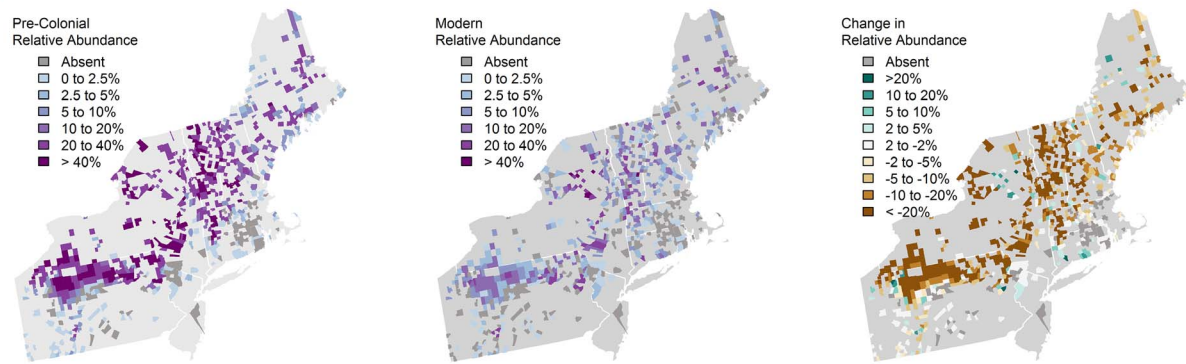 Pre-Colonial
Relative Abundance
Absent
0 to 2.5%
2.5 to 5%
5 to 10%
10 to 20%
20 to 40%
> 40%
Modern
Relative Abundance
Absent
0 to 2.5%
2.5 to 5%
5 to 10%
10 to 20%
20 to 40%
> 40%
Change in
Relative Abundance
Absent
>20%
10 to 20%
5 to 10%
2 to 5%
2 to -2%
-2 to -5%
-5 to -10%
-10 to -20%
< -20%